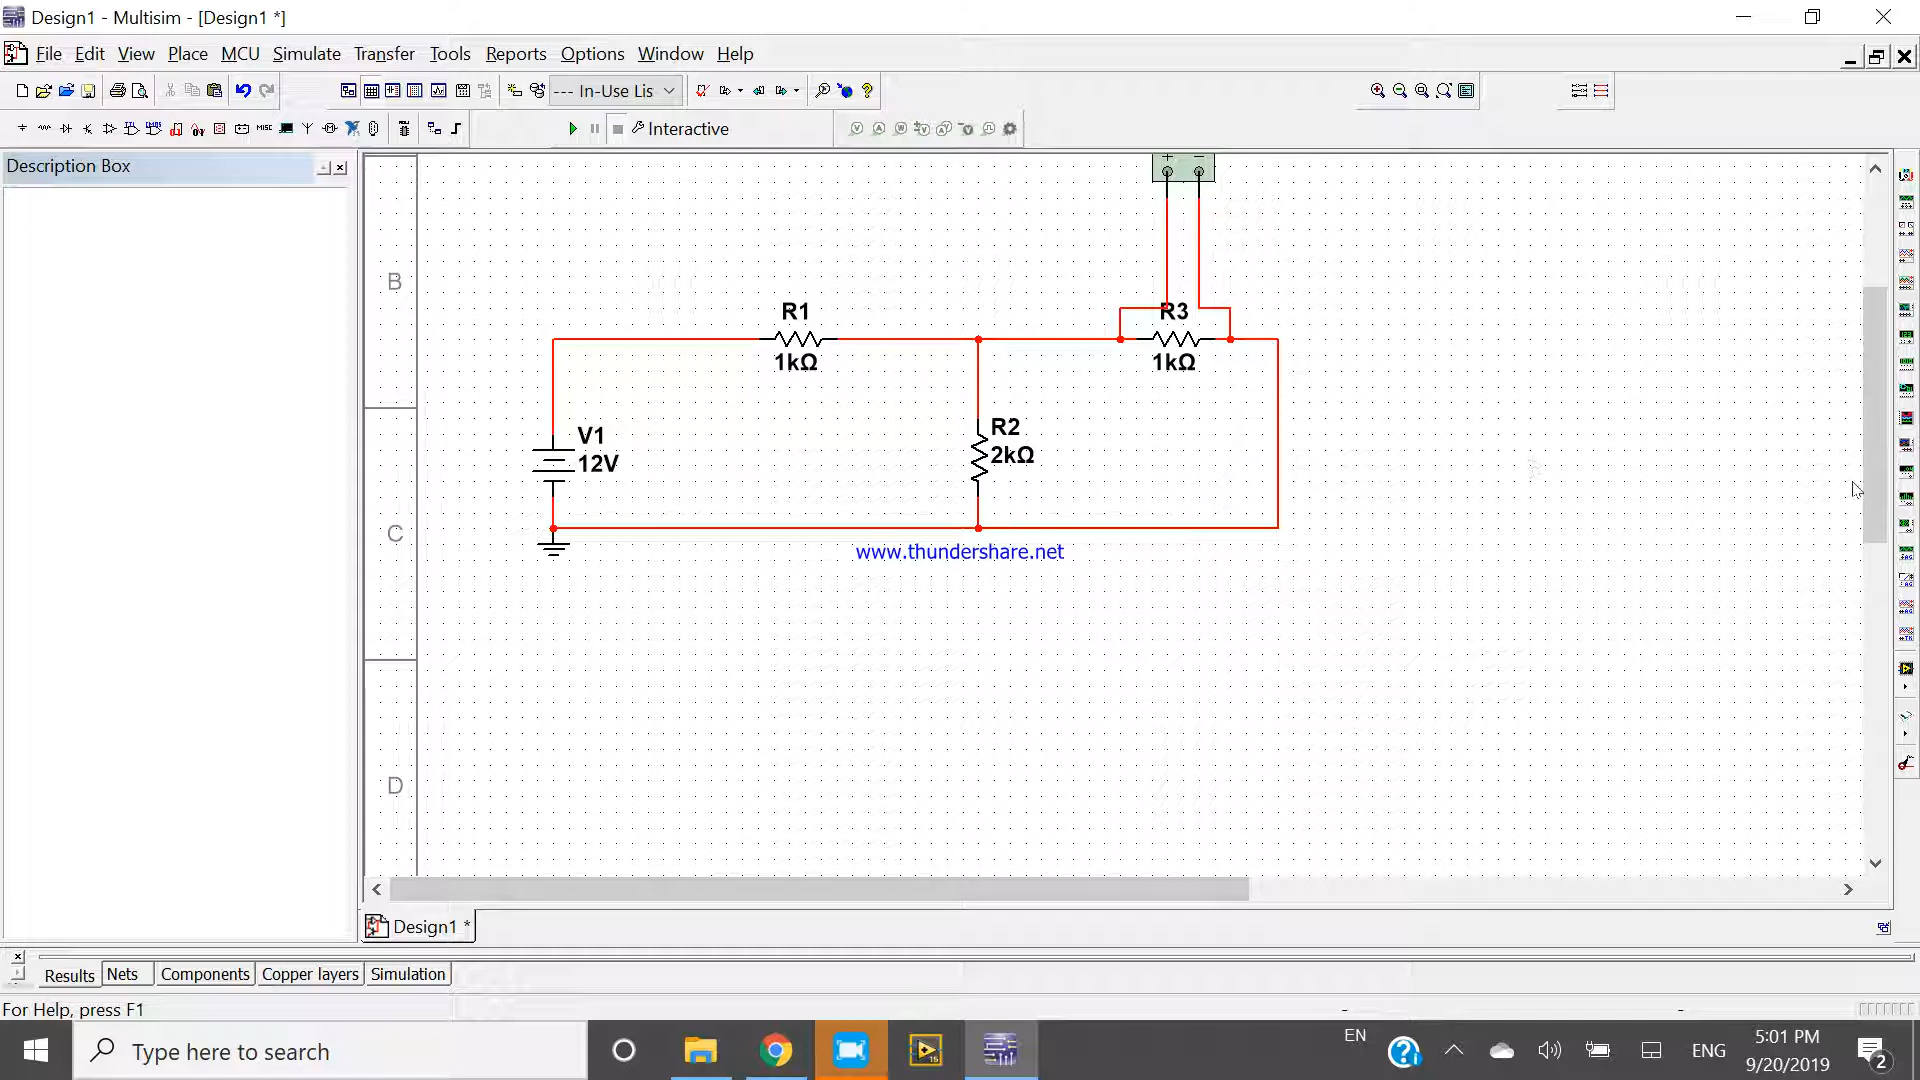 Design1 - Multisim - [Design1 *]
File Edit View Place MCU Simulate Transfer Tools Reports Options Window Help
--- In-Use Lis
Interactive
Description Box
B
R1
R3
1kΩ
1kΩ
R2
2kΩ
V1
12V
C
www.thundershare.net
D
Design1 *
Results Nets Components Copper layers Simulation
For Help, press F1
Type here to search
EN
ENG
5:01 PM
9/20/2019
2